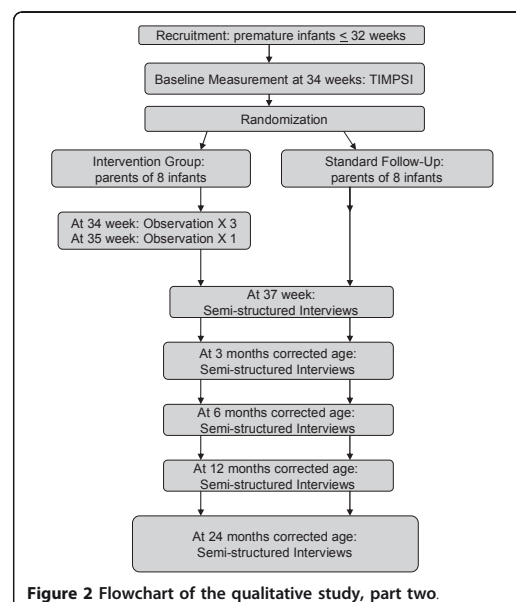 Recruitment: premature infants ≤ 32 weeks
Baseline Measurement at 34 weeks: TIMPSI
Randomization
Intervention Group:
parents of 8 infants
Standard Follow-Up:
parents of 8 infants
At 34 week: Observation X 3
At 35 week: Observation X 1
At 37 week:
Semi-structured Interviews
At 3 months corrected age:
Semi-structured Interviews
At 6 months corrected age:
Semi-structured Interviews
At 12 months corrected age:
Semi-structured Interviews
At 24 months corrected age:
Semi-structured Interviews
Figure 2 Flowchart of the qualitative study, part two.